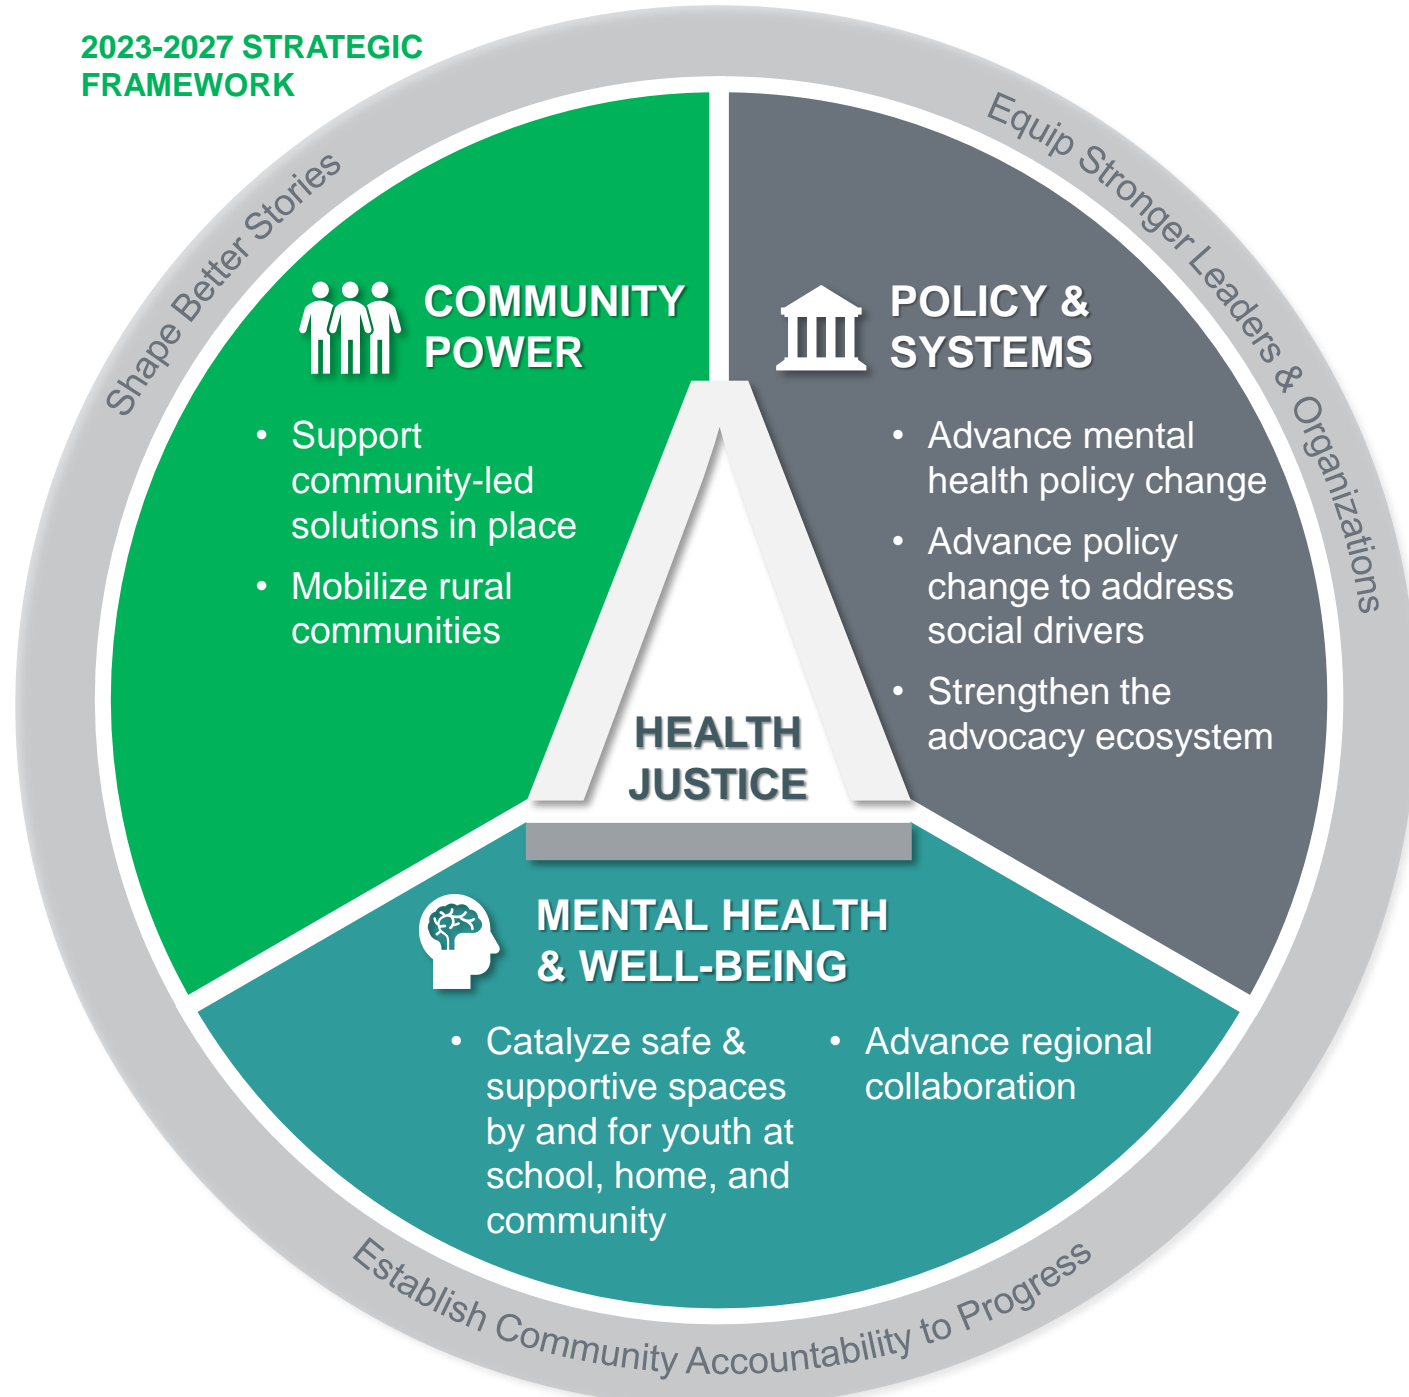 2023-2027 STRATEGIC
FRAMEWORK
Shape Better Stories
Equip Stronger Leaders & Organizations
COMMUNITY
POWER
• Support
community-led
solutions in place
• Mobilize rural
communities
POLICY &
SYSTEMS
• Advance mental
health policy change
• Advance policy
change to address
social drivers
• Strengthen the
advocacy ecosystem
HEALTH
JUSTICE
MENTAL HEALTH
& WELL-BEING
• Catalyze safe &
supportive spaces
by and for youth at
school, home, and
community
• Advance regional
collaboration
Establish Community Accountability to Progress